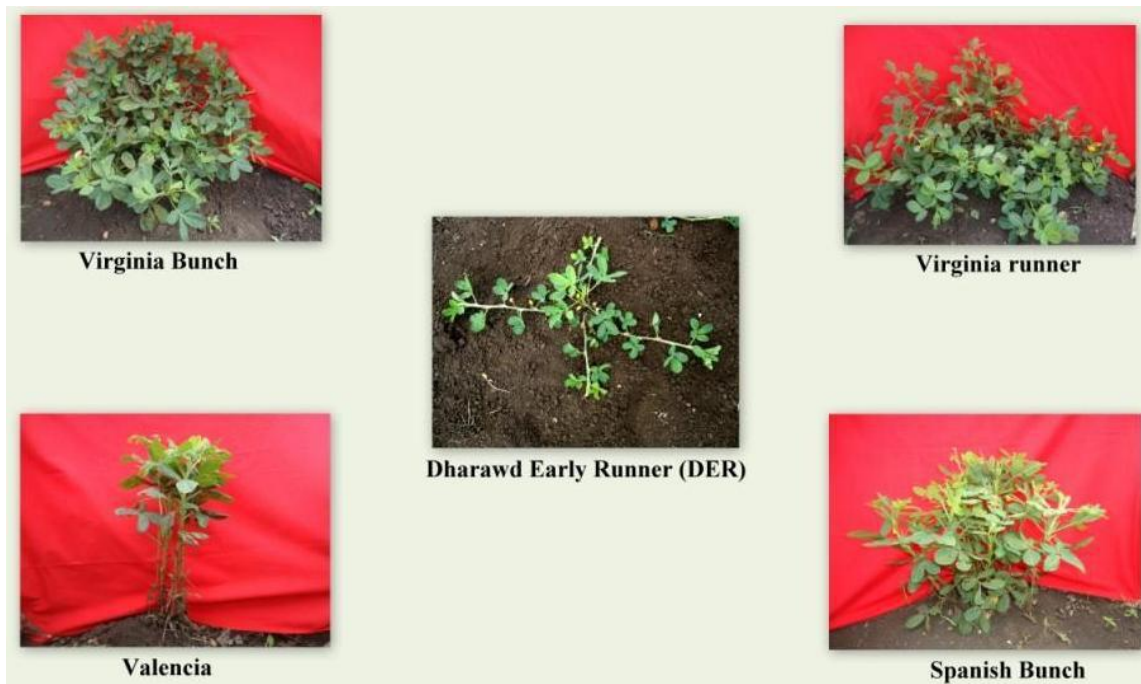 Virginia Bunch
Virginia runner
Dharawd Early Runner (DER)
Valencia
Spanish Bunch